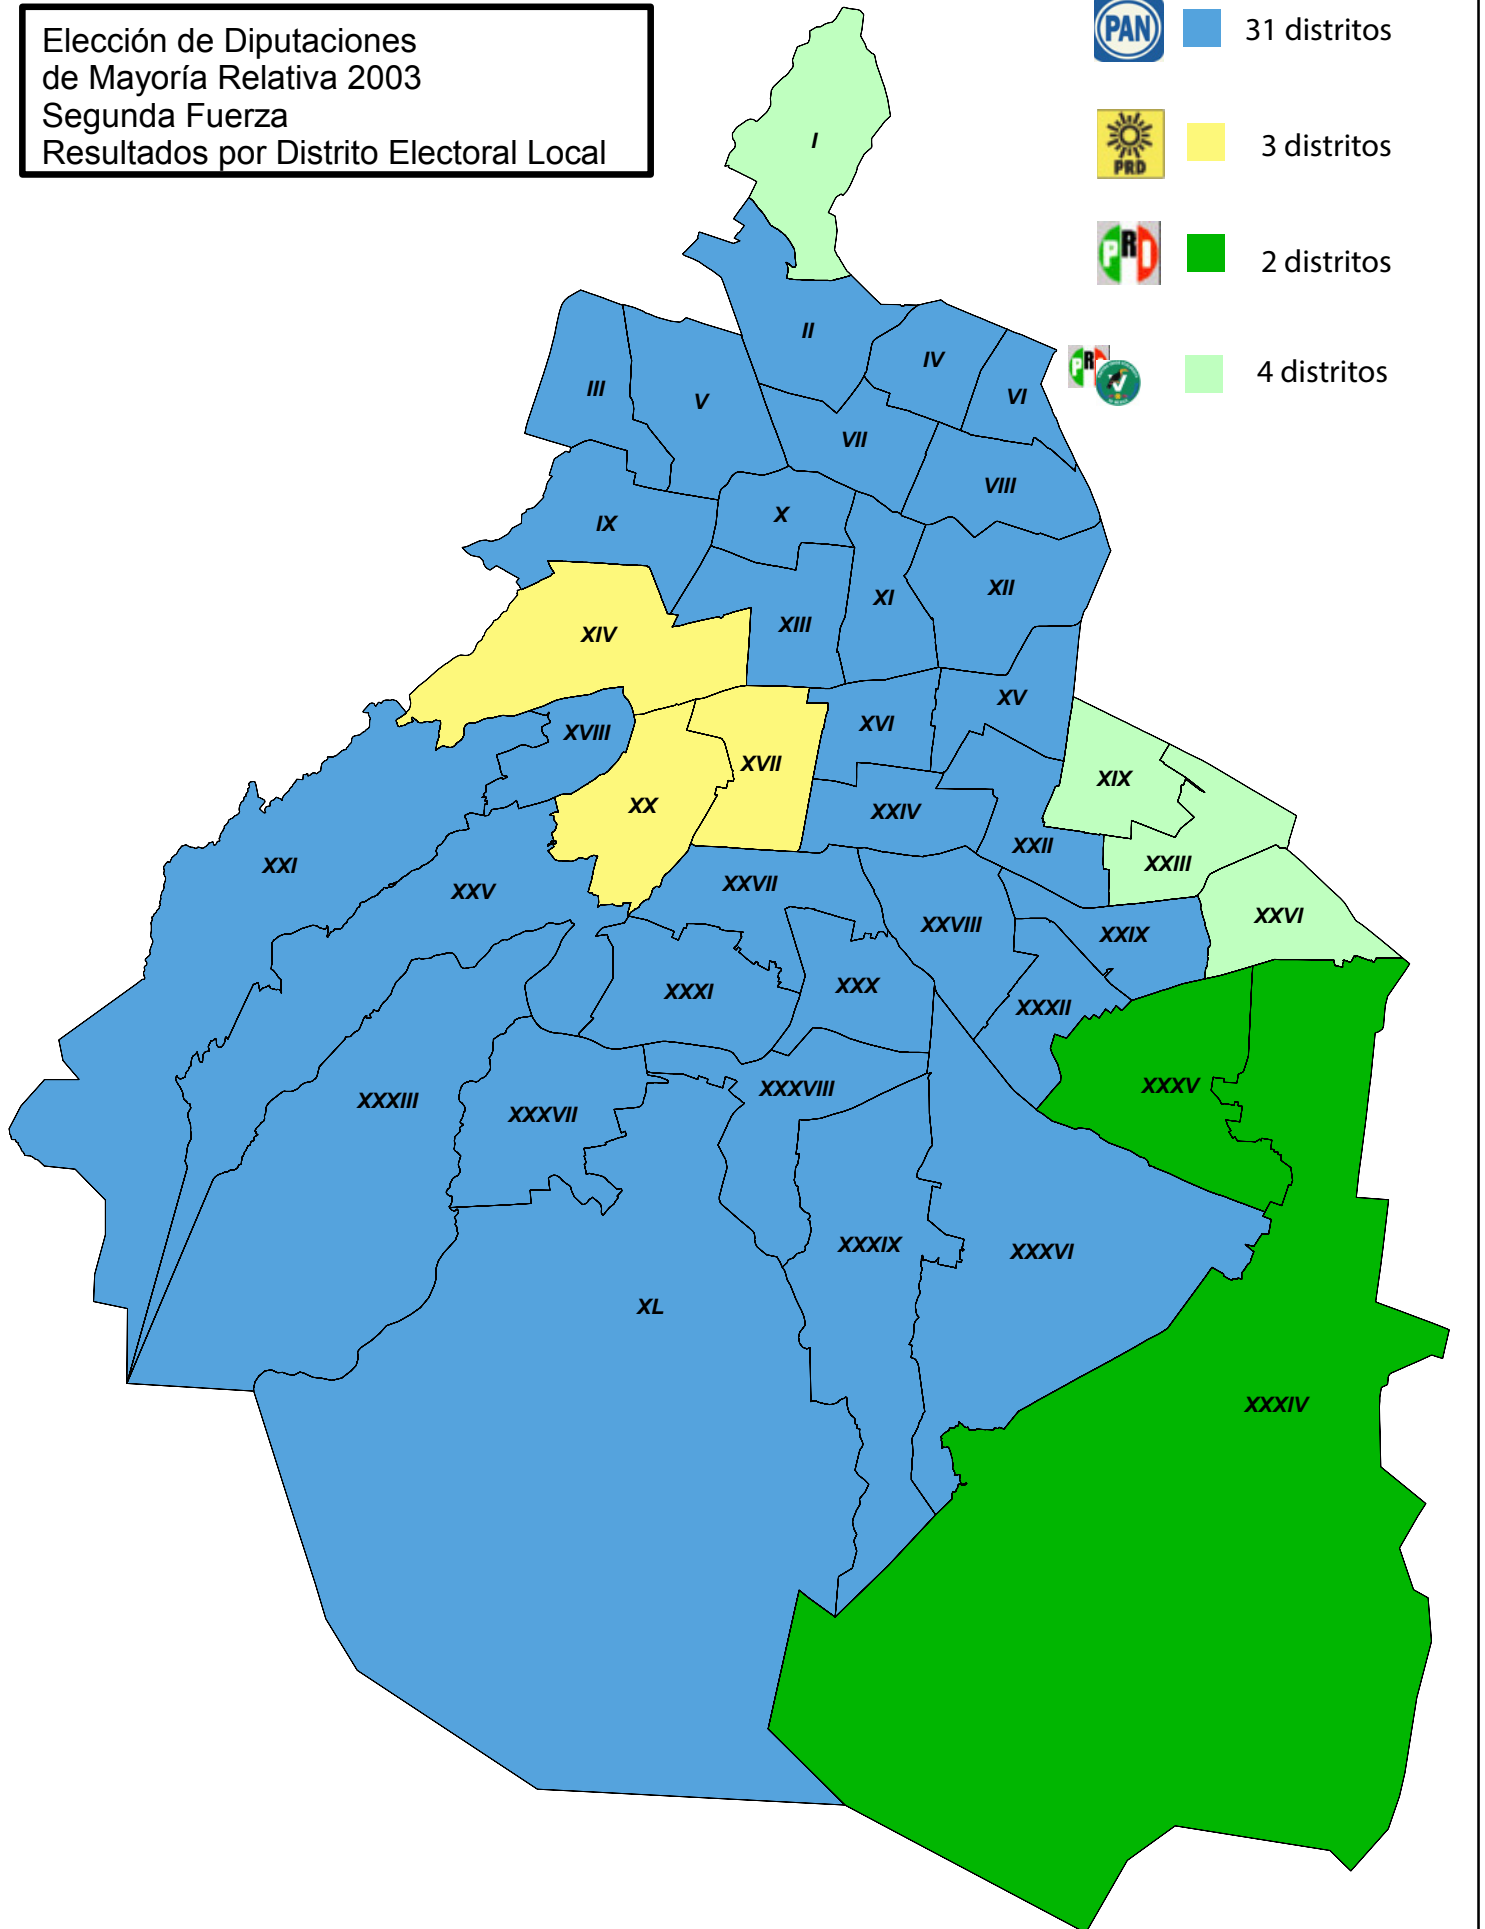 Elección de Diputaciones
de Mayoría Relativa 2003
Segunda Fuerza
Resultados por Distrito Electoral Local
PAN 31 distritos
PRD 3 distritos
PRI 2 distritos
PR 4 distritos
I
II
III
IV
V
VI
VII
VIII
IX
X
XI
XII
XIII
XIV
XV
XVI
XVII
XVIII
XIX
XX
XXI
XXII
XXIII
XXIV
XXV
XXVI
XXVII
XXVIII
XXIX
XXX
XXXI
XXXII
XXXIII
XXXIV
XXXV
XXXVI
XXXVII
XXXVIII
XXXIX
XL